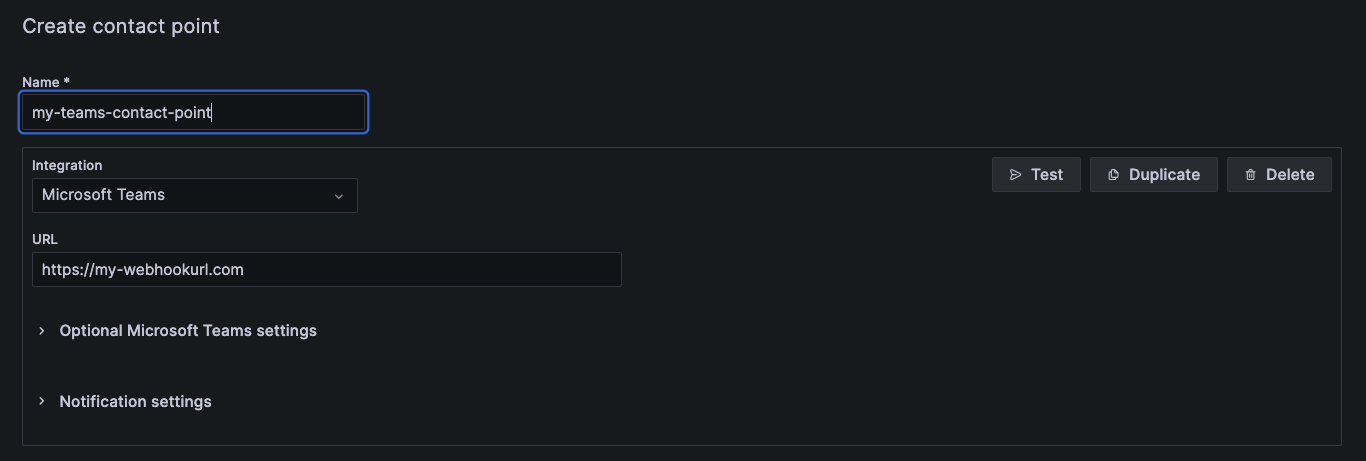 Create contact point
Name *
my-teams-contact-point
Integration
Microsoft Teams
Test
Duplicate
Delete
URL
https://my-webhookurl.com
Optional Microsoft Teams settings
Notification settings